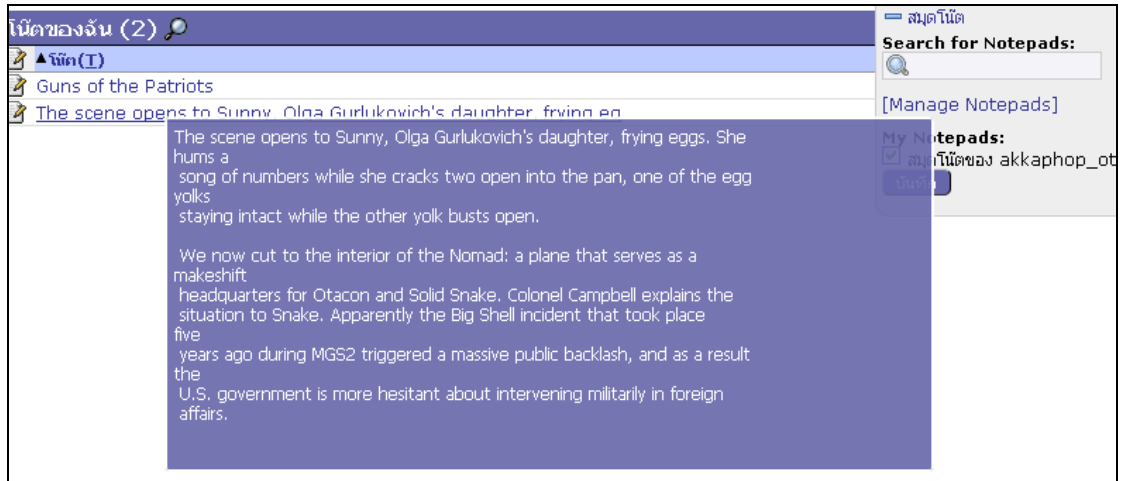 โน๊ตของฉัน (2)
▲โน๊ต(T)
Guns of the Patriots
The scene opens to Sunny, Olga Gurlukovich's daughter, frying eg
The scene opens to Sunny, Olga Gurlukovich's daughter, frying eggs. She
hums a
song of numbers while she cracks two open into the pan, one of the egg
yolks
staying intact while the other yolk busts open.
We now cut to the interior of the Nomad: a plane that serves as a
makeshift
headquarters for Otacon and Solid Snake. Colonel Campbell explains the
situation to Snake. Apparently the Big Shell incident that took place
five
years ago during MGS2 triggered a massive public backlash, and as a result
the
U.S. government is more hesitant about intervening militarily in foreign
affairs.
สมุดโน๊ต
Search for Notepads:
[Manage Notepads]
My Notepads:
สมุดโน๊ตของ akkaphop_ot
บันทึก